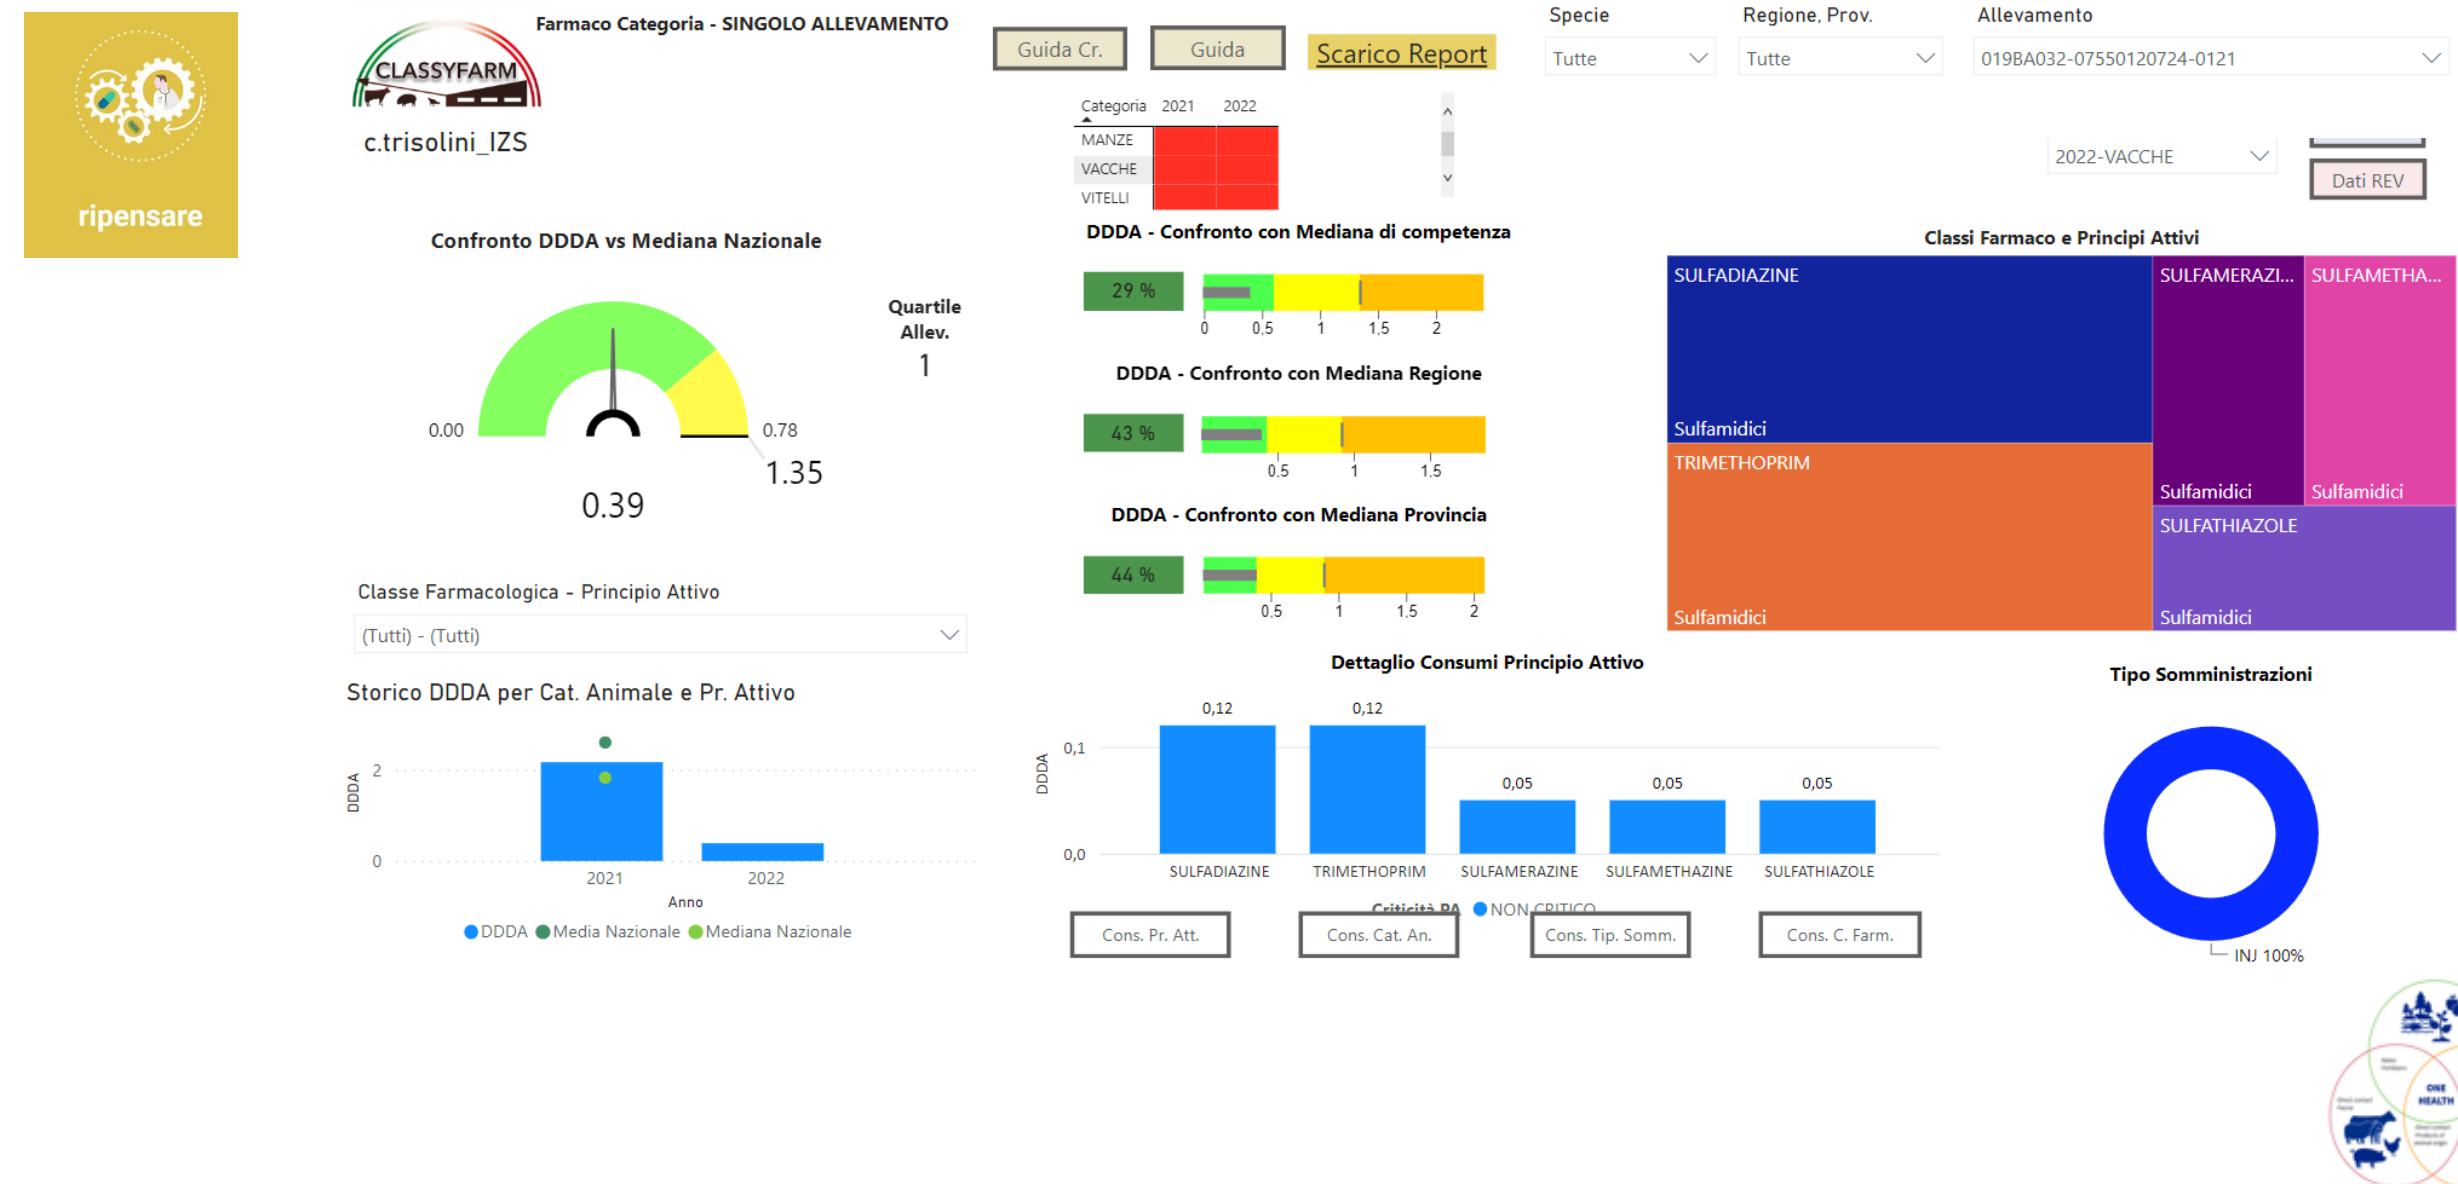 ripensare
CLASSYFARM
c.trisolini_IZS
Farmaco Categoria - SINGOLO ALLEVAMENTO
Guida Cr.
Guida
Scarico Report
Specie
Tutte
Regione, Prov.
Tutte
Allevamento
019BA032-07550120724-0121
Categoria 2021 2022
MANZE
VACCHE
VITELLI
2022-VACCHE
Dati REV
Confronto DDDA vs Mediana Nazionale
0.00
0.78
1.35
0.39
Quartile
Allev.
1
DDDA - Confronto con Mediana di competenza
29 %
0 0,5 1 1,5 2
DDDA - Confronto con Mediana Regione
43 %
0,5 1 1,5
DDDA - Confronto con Mediana Provincia
44 %
0,5 1 1,5 2
Classi Farmaco e Principi Attivi
SULFADIAZINE
Sulfamidici
TRIMETHOPRIM
Sulfamidici
SULFAMERAZI...
Sulfamidici
SULFAMETHA...
Sulfamidici
SULFATHIAZOLE
Sulfamidici
Classe Farmacologica - Principio Attivo
(Tutti) - (Tutti)
Storico DDDA per Cat. Animale e Pr. Attivo
DDDA
2
0
2021 2022
Anno
DDDA Media Nazionale Mediana Nazionale
Dettaglio Consumi Principio Attivo
DDDA
0,1
0,0
0,12 0,12 0,05 0,05 0,05
SULFADIAZINE TRIMETHOPRIM SULFAMERAZINE SULFAMETHAZINE SULFATHIAZOLE
Criticità PA NON CRITICO
Cons. Pr. Att.
Cons. Cat. An.
Cons. Tip. Somm.
Cons. C. Farm.
Tipo Somministrazioni
INJ 100%
ONE
HEALTH